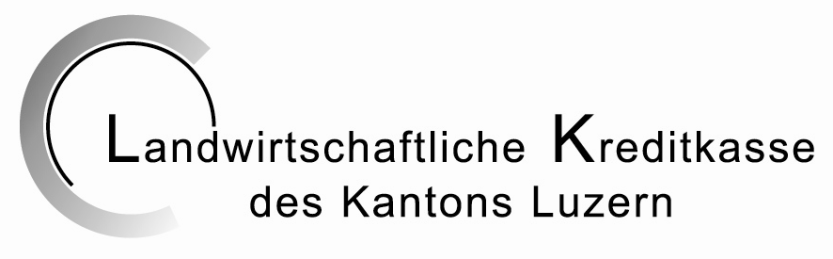 Landwirtschaftliche Kreditkasse
des Kantons Luzern